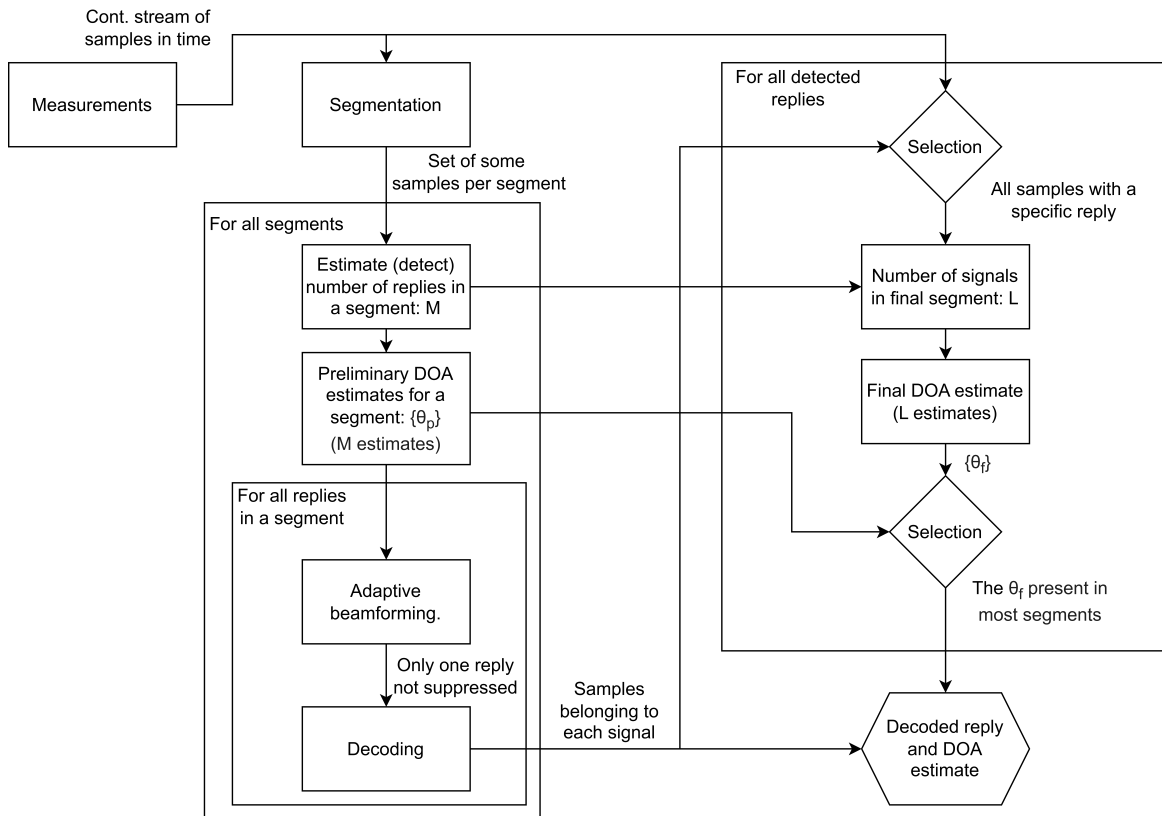 Cont. stream of
samples in time
Measurements
Segmentation
Set of some
samples per segment
For all segments
Estimate (detect)
number of replies in
a segment: M
Preliminary DOA
estimates for a
segment: {θp}
(M estimates)
For all replies
in a segment
Adaptive
beamforming.
Only one reply
not suppressed
Decoding
Samples
belonging to
each signal
For all detected
replies
Selection
All samples with a
specific reply
Number of signals
in final segment: L
Final DOA estimate
(L estimates)
{θf}
Selection
The θf present in
most segments
Decoded reply
and DOA
estimate